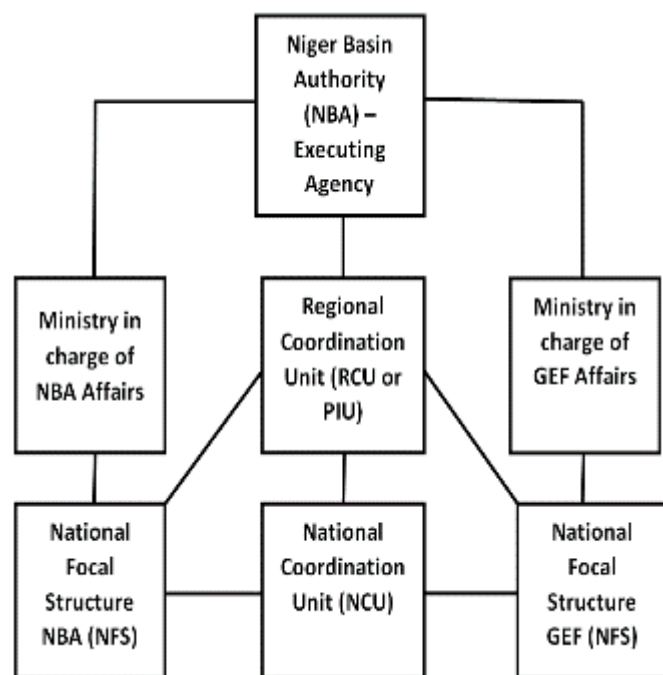 Niger Basin
Authority
(NBA) –
Executing
Agency
Ministry in
charge of
NBA Affairs
Regional
Coordination
Unit (RCU or
PIU)
Ministry in
charge of
GEF Affairs
National
Focal
Structure
NBA (NFS)
National
Coordination
Unit (NCU)
National
Focal
Structure
GEF (NFS)